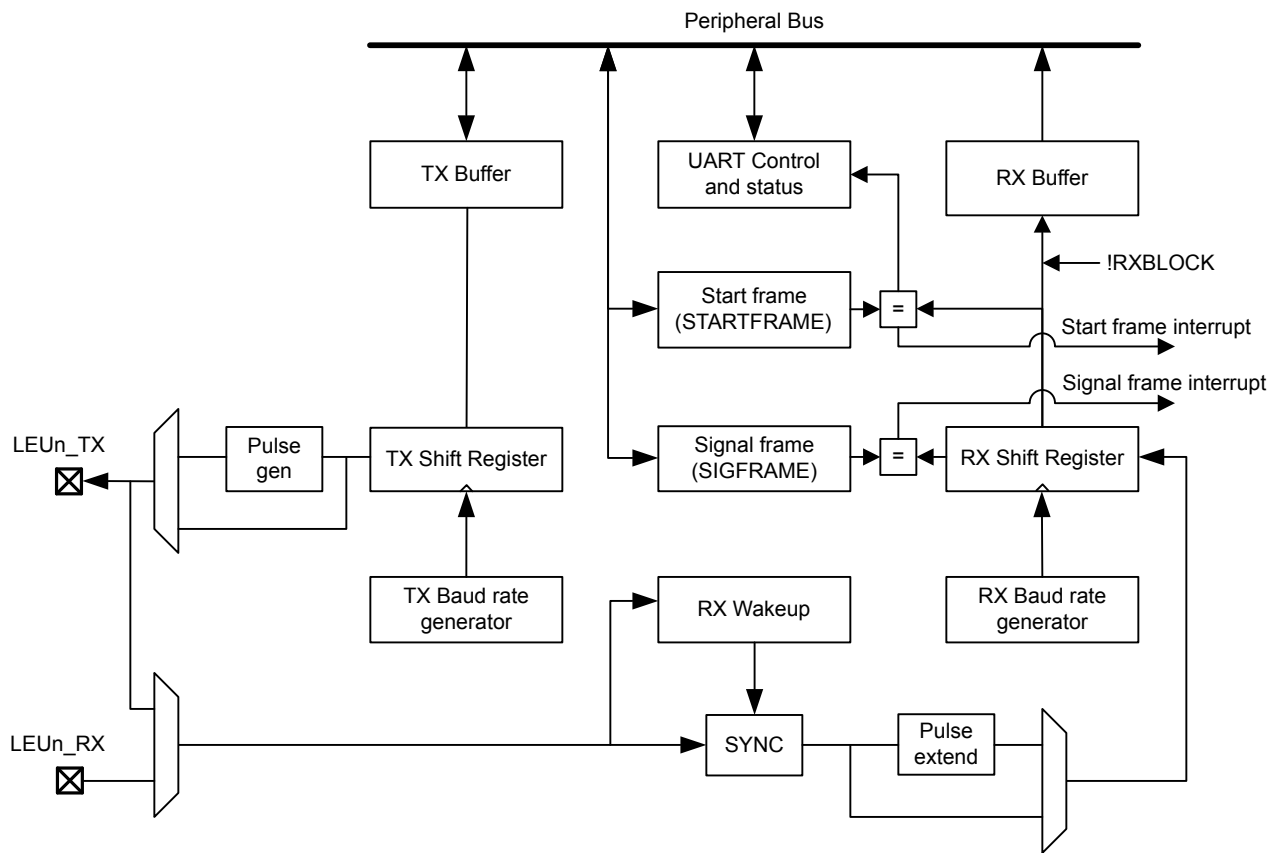 Peripheral Bus
TX Buffer
UART Control
and status
RX Buffer
!RXBLOCK
Start frame
(STARTFRAME)
=
Start frame interrupt
Signal frame interrupt
LEUn_TX
Pulse
gen
TX Shift Register
Signal frame
(SIGFRAME)
=
RX Shift Register
TX Baud rate
generator
RX Wakeup
RX Baud rate
generator
LEUn_RX
SYNC
Pulse
extend